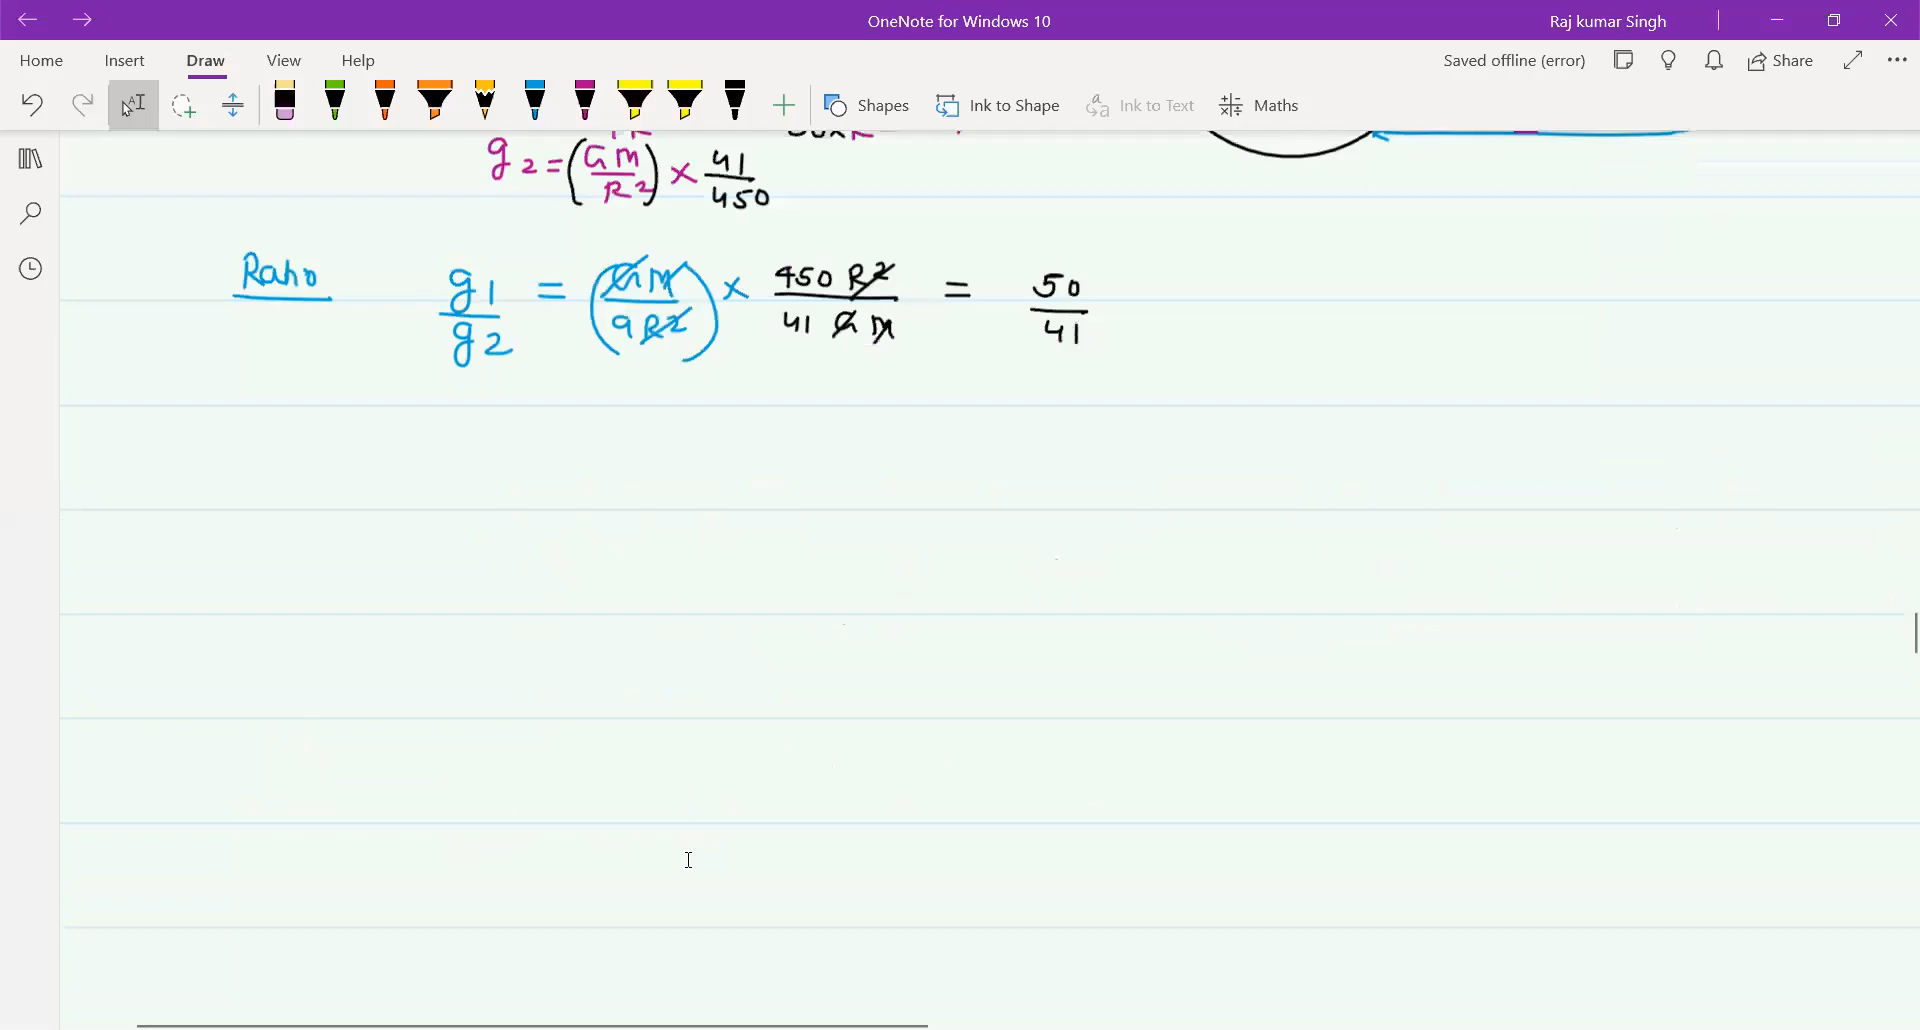 OneNote for Windows 10
Raj kumar Singh
Home Insert Draw View Help
Saved offline (error)
Share
Shapes
Ink to Shape
Ink to Text
Maths
g2 = (GM/R²) × 41/450
Ratio g1/g2 = (GM/9R²) × 450 R²/41 GM = 50/41